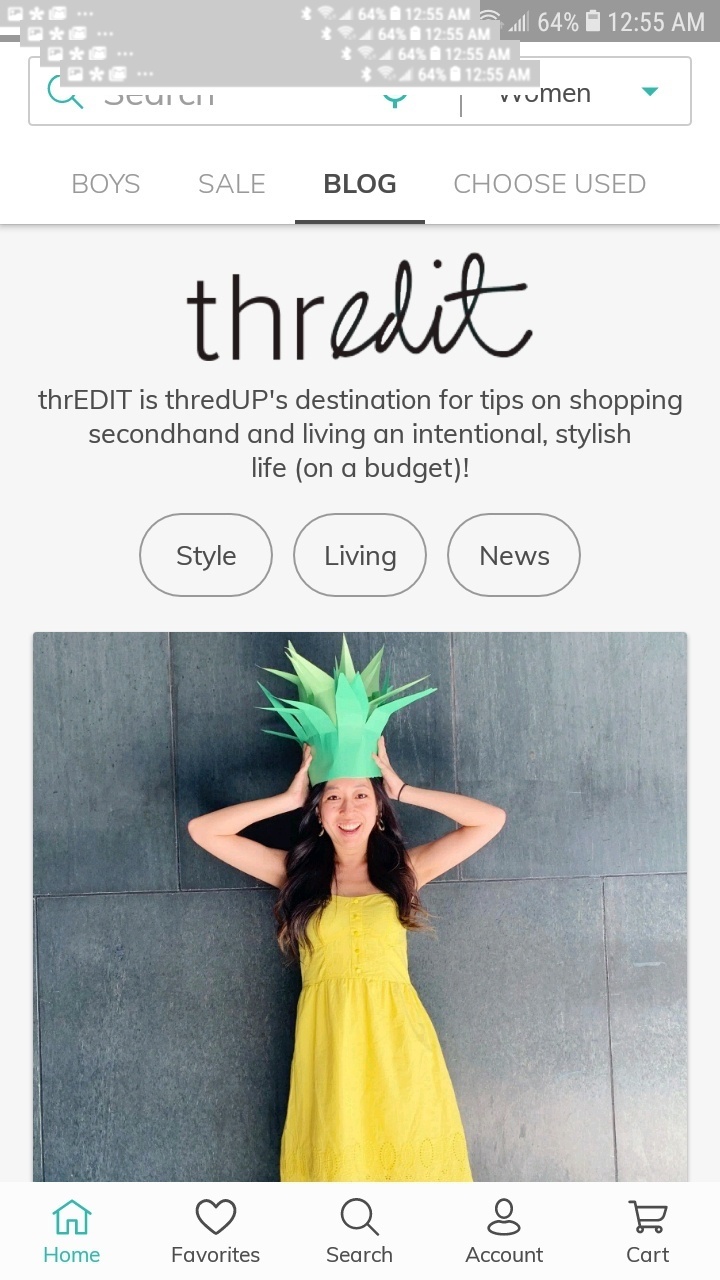 64% 12:55 AM
64% 12:55 AM
64% 12:55 AM
64% 12:55 AM
64% 12:55 AM
Search Women
BOYS SALE BLOG CHOOSE USED
thredit
thrEDIT is thredUP's destination for tips on shopping
secondhand and living an intentional, stylish
life (on a budget)!
Style Living News
Home Favorites Search Account Cart